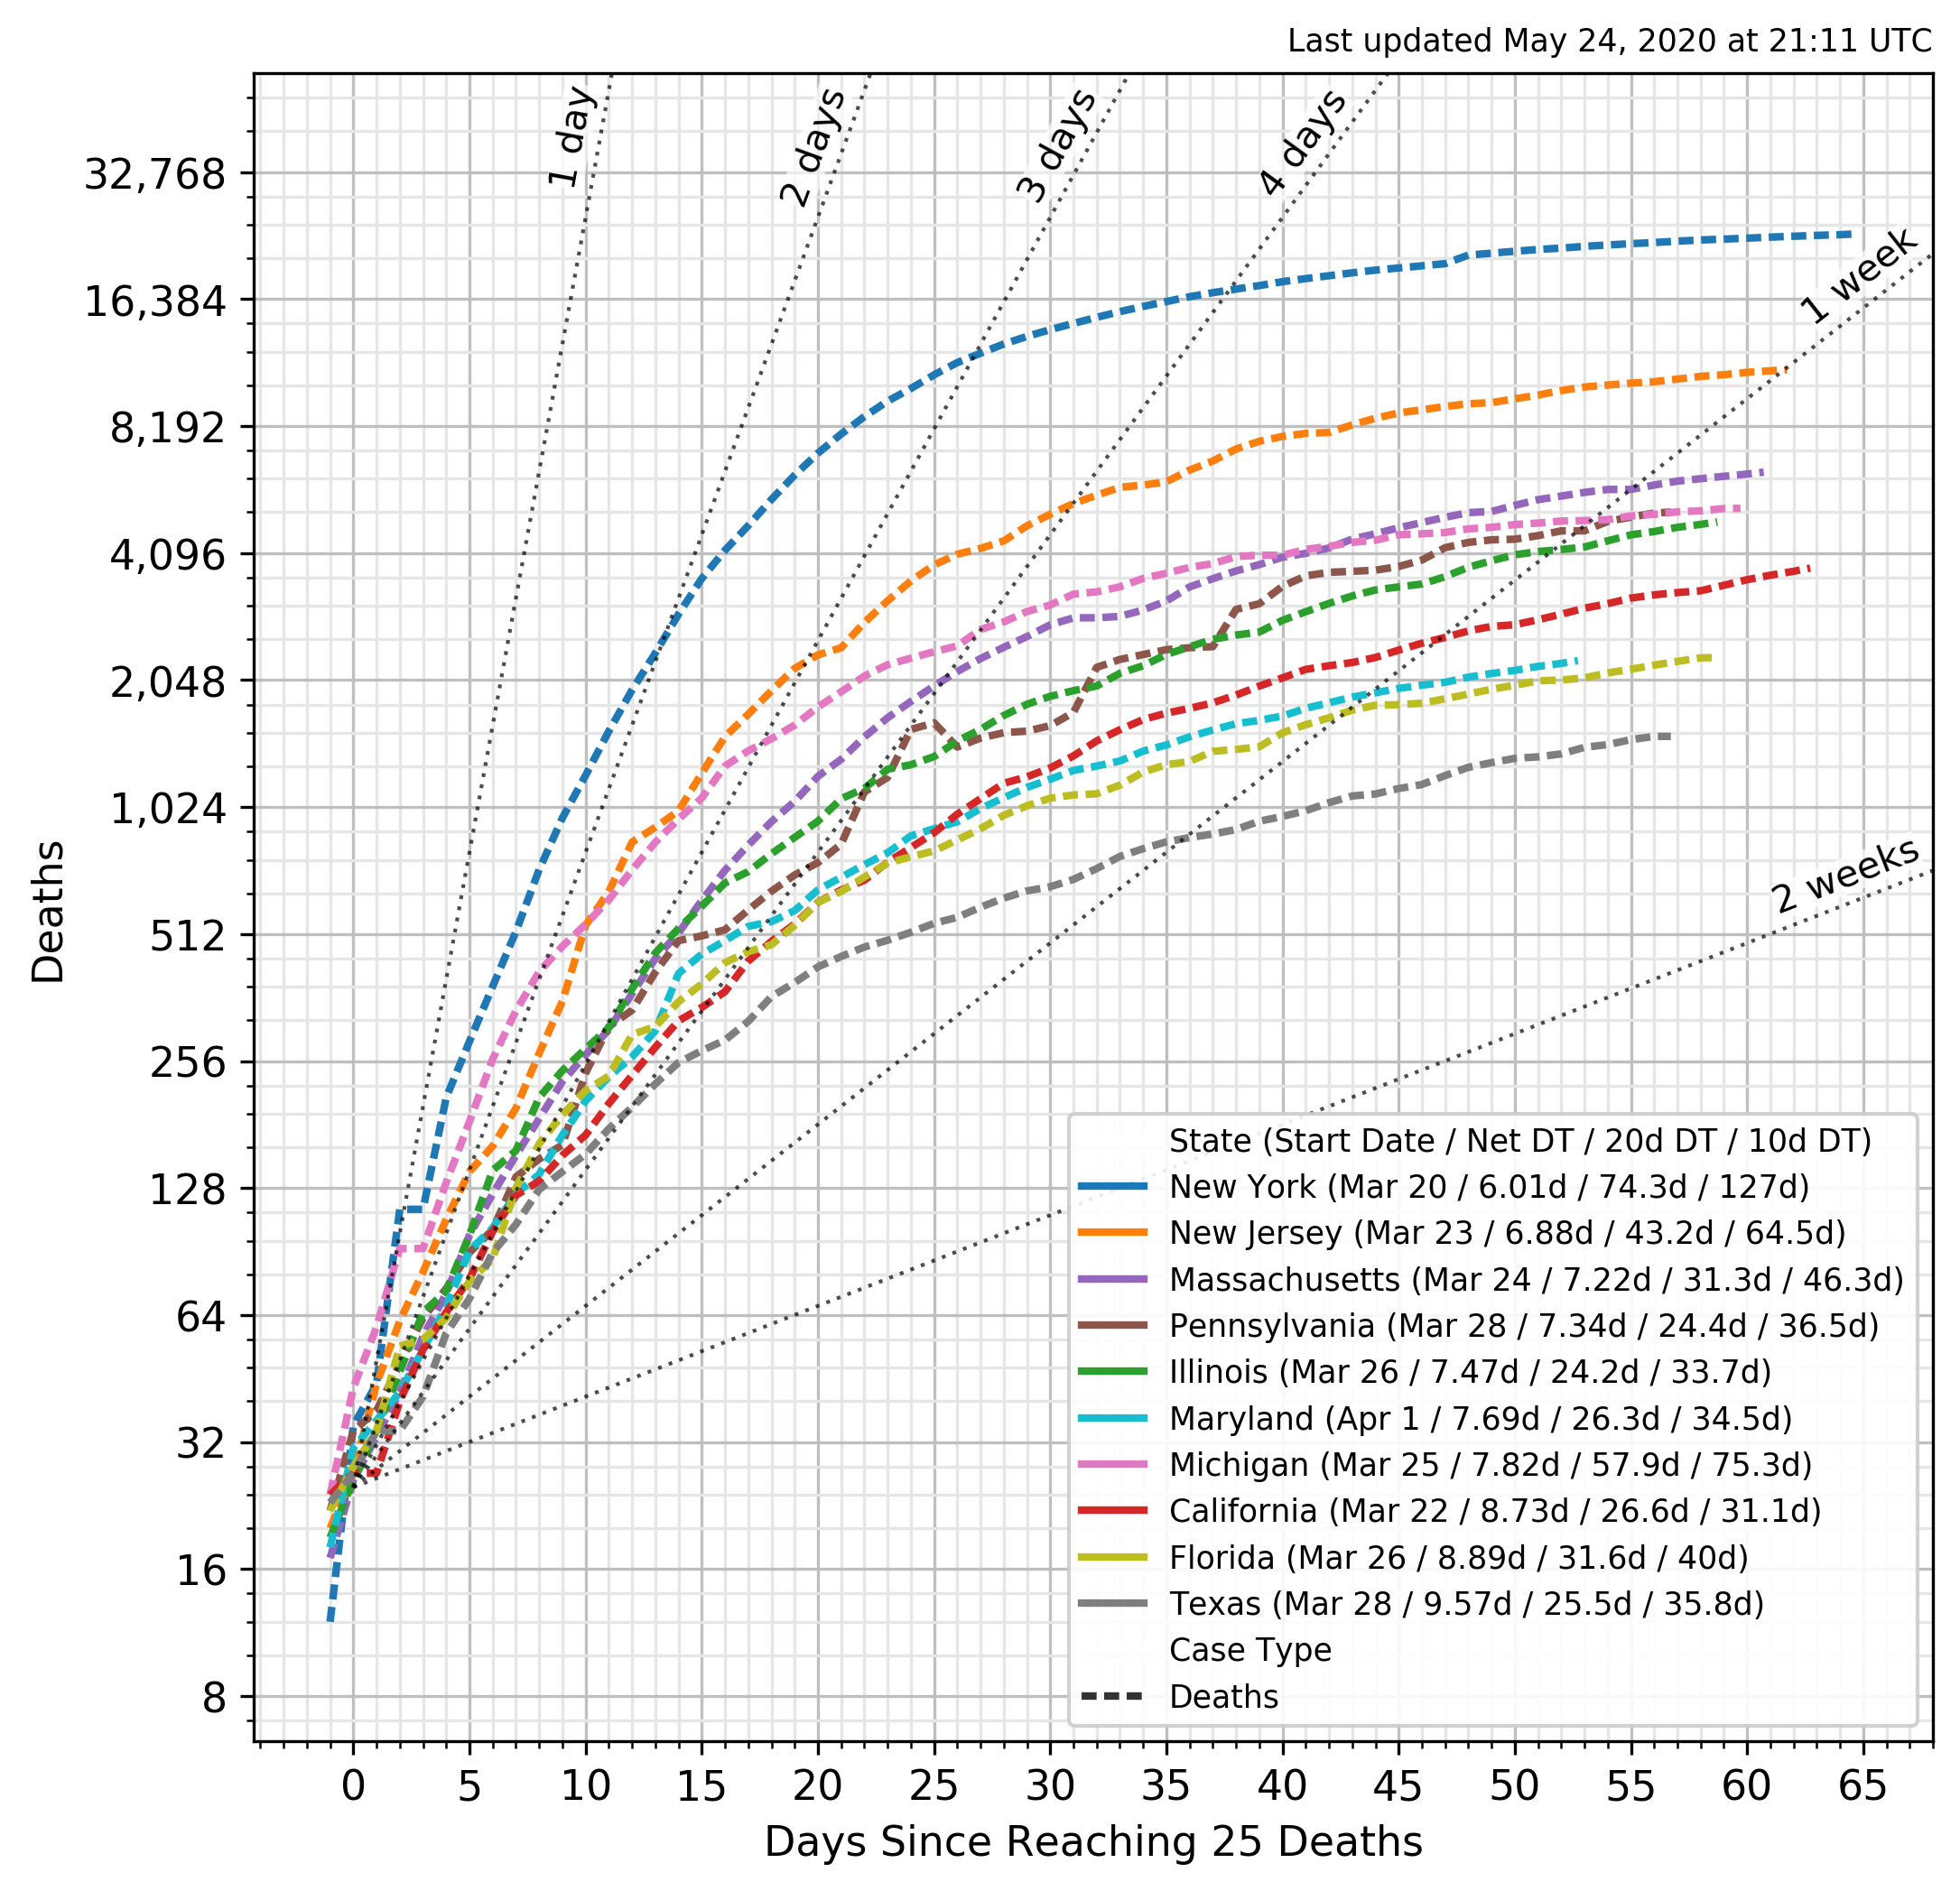 Last updated May 24, 2020 at 21:11 UTC
1 day
2 days
3 days
4 days
1 week
2 weeks
32,768
16,384
8,192
4,096
2,048
1,024
512
256
128
64
32
16
8
Deaths
State (Start Date / Net DT / 20d DT / 10d DT)
New York (Mar 20 / 6.01d / 74.3d / 127d)
New Jersey (Mar 23 / 6.88d / 43.2d / 64.5d)
Massachusetts (Mar 24 / 7.22d / 31.3d / 46.3d)
Pennsylvania (Mar 28 / 7.34d / 24.4d / 36.5d)
Illinois (Mar 26 / 7.47d / 24.2d / 33.7d)
Maryland (Apr 1 / 7.69d / 26.3d / 34.5d)
Michigan (Mar 25 / 7.82d / 57.9d / 75.3d)
California (Mar 22 / 8.73d / 26.6d / 31.1d)
Florida (Mar 26 / 8.89d / 31.6d / 40d)
Texas (Mar 28 / 9.57d / 25.5d / 35.8d)
Case Type
Deaths
0 5 10 15 20 25 30 35 40 45 50 55 60 65
Days Since Reaching 25 Deaths